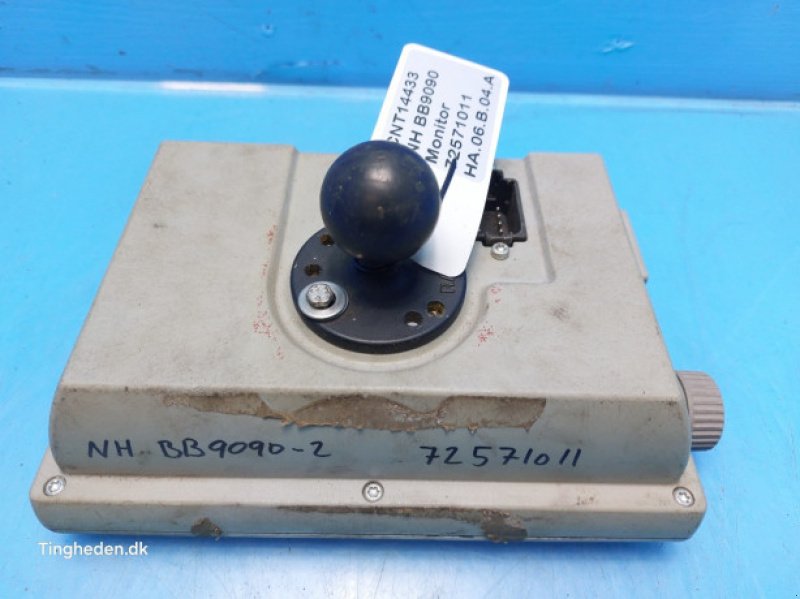 CNT14433
NH BB9090
Monitor
72571011
HA.06.B.04.A
NH BB9090-2 72571011
Tingheden.dk